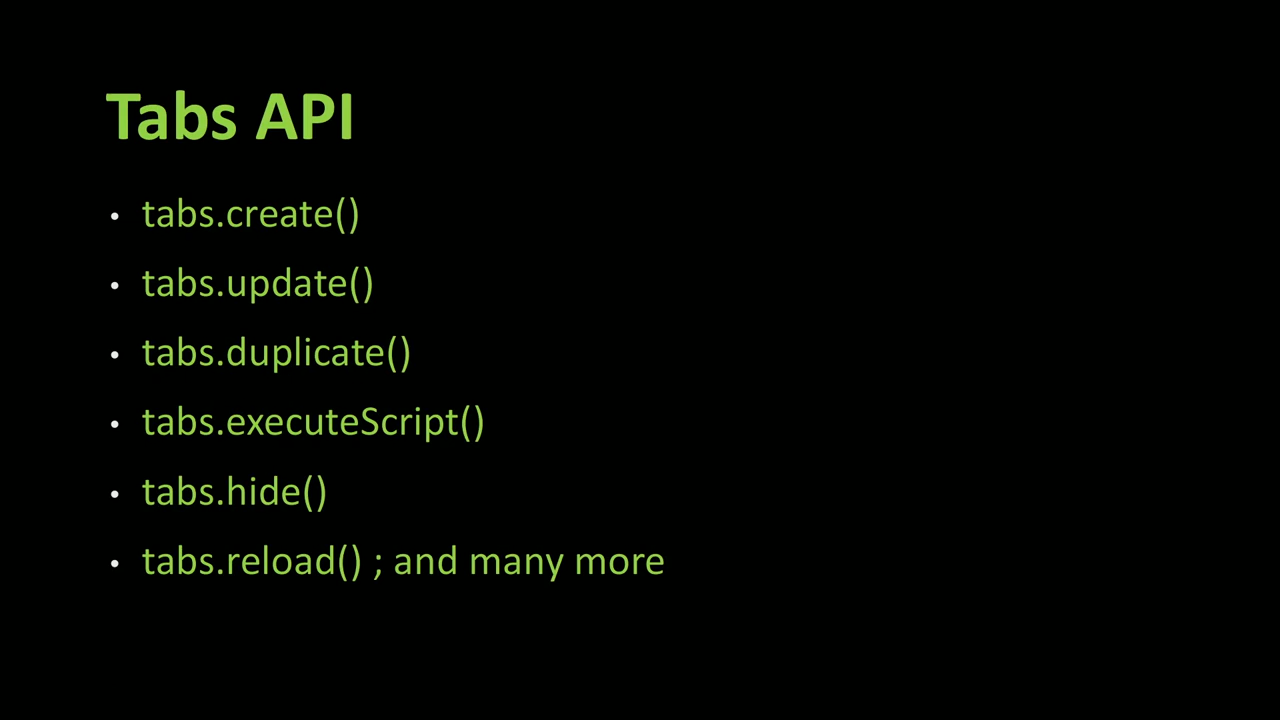 Tabs API
• tabs.create()
• tabs.update()
• tabs.duplicate()
• tabs.executeScript()
• tabs.hide()
• tabs.reload() ; and many more